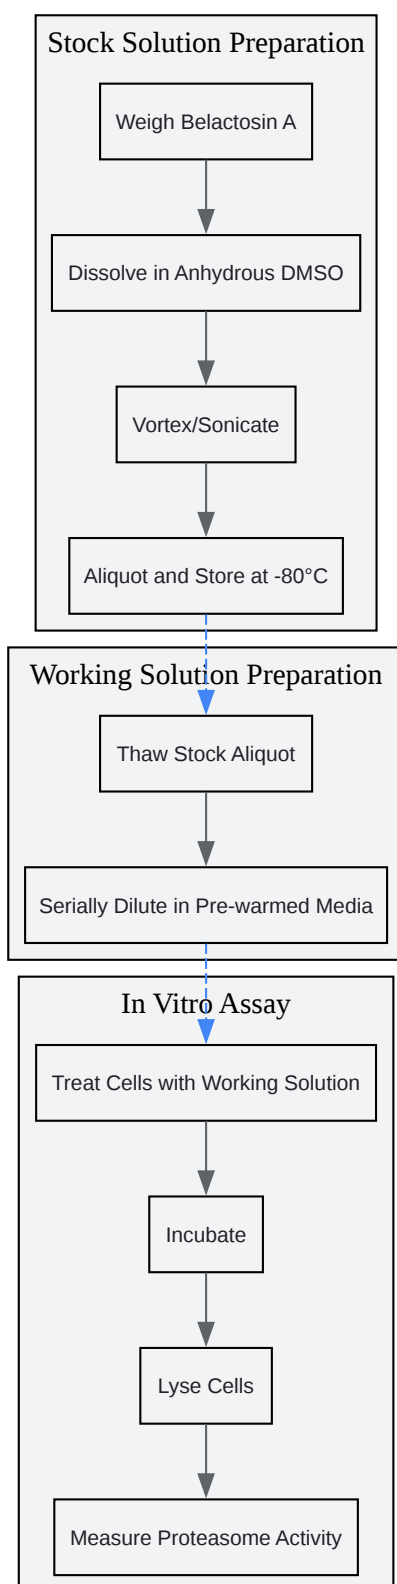 Stock Solution Preparation
Weigh Belactosin A
Dissolve in Anhydrous DMSO
Vortex/Sonicate
Aliquot and Store at -80°C
Working Solution Preparation
Thaw Stock Aliquot
Serially Dilute in Pre-warmed Media
In Vitro Assay
Treat Cells with Working Solution
Incubate
Lyse Cells
Measure Proteasome Activity